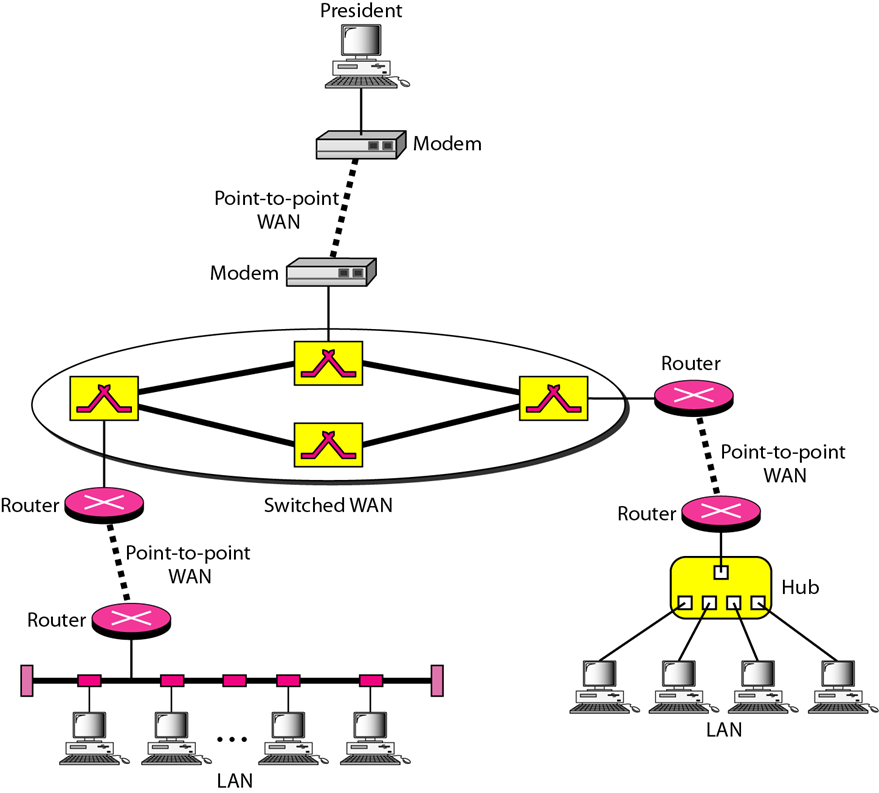 President
Modem
Point-to-point
WAN
Modem
Router
Point-to-point
WAN
Router
Hub
LAN
Switched WAN
Router
Point-to-point
WAN
Router
LAN